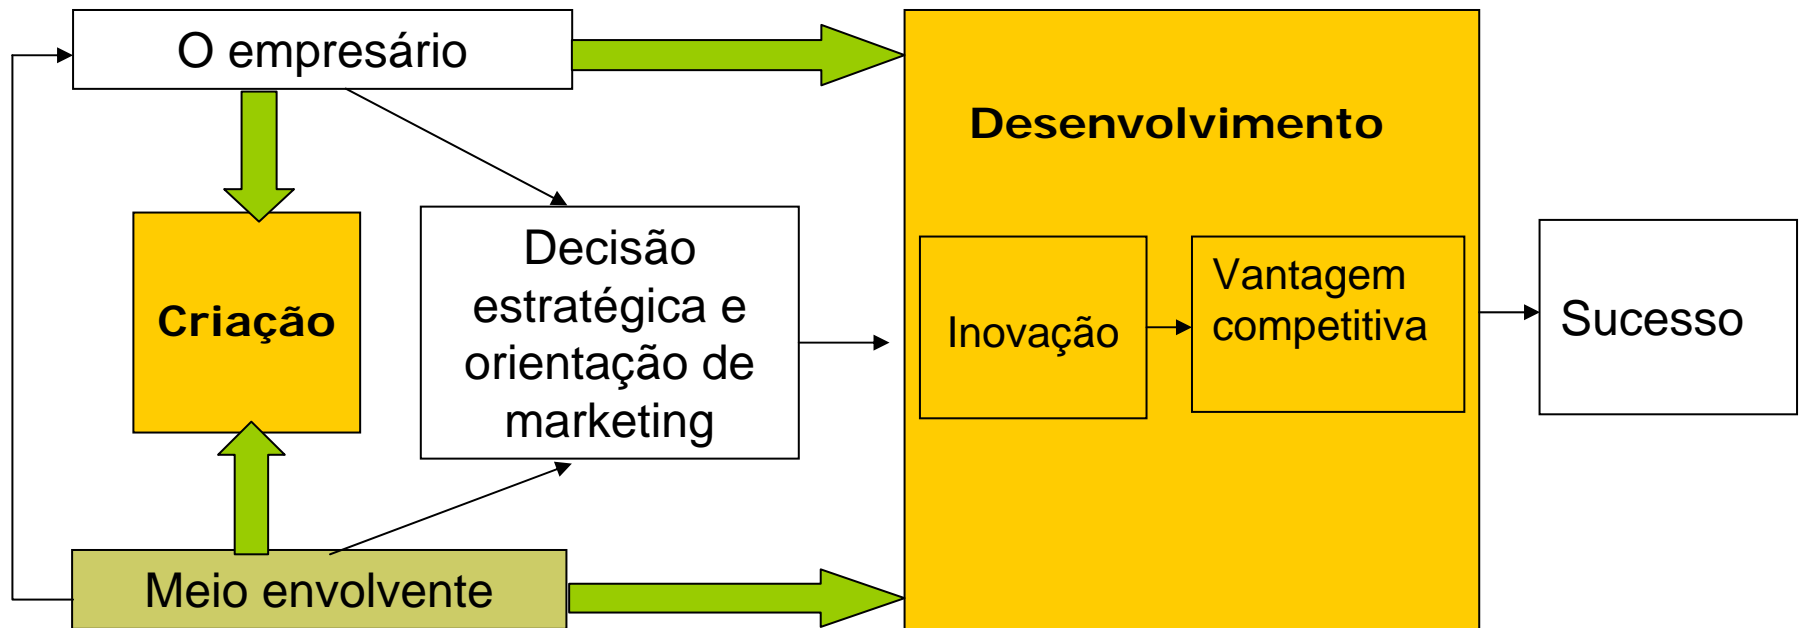 O empresário
Desenvolvimento
Criação
Decisão
estratégica e
orientação de
marketing
Inovação
Vantagem
competitiva
Sucesso
Meio envolvente